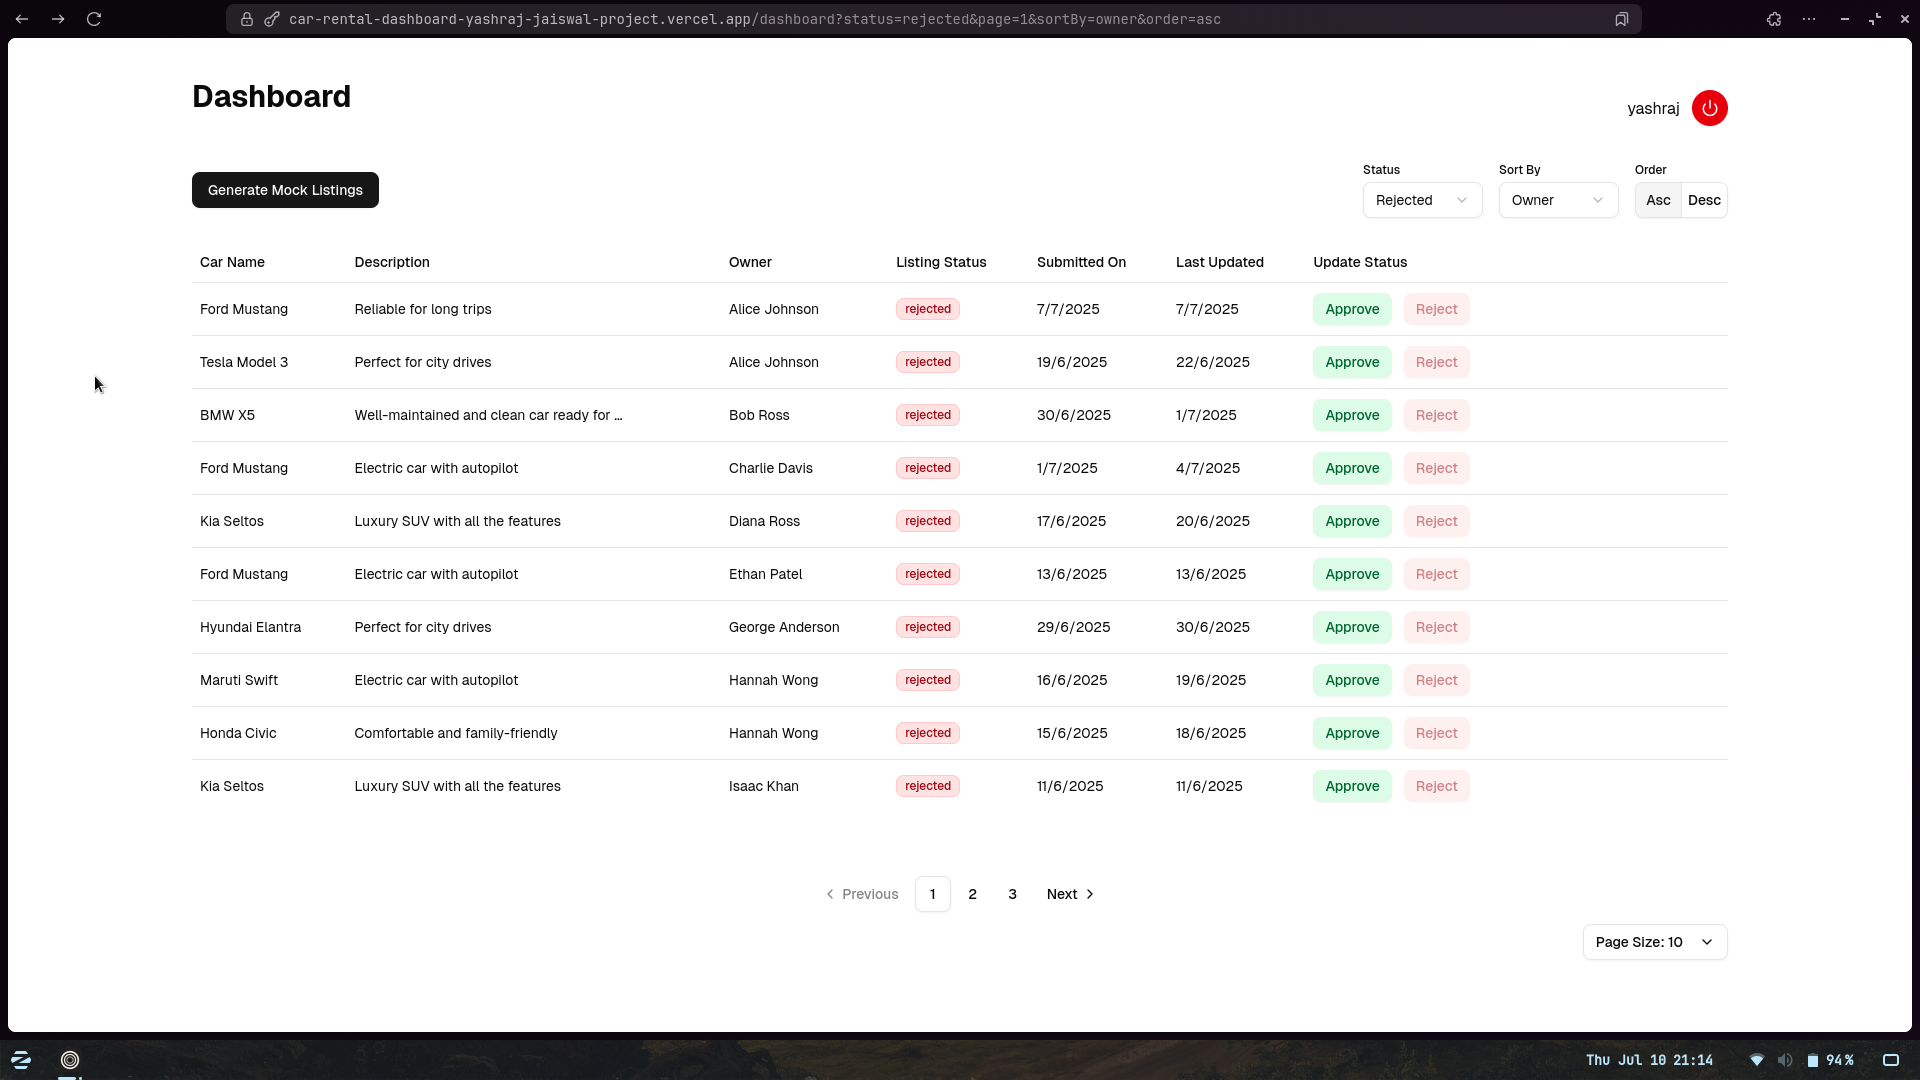 car-rental-dashboard-yashraj-jaiswal-project.vercel.app/dashboard?status=rejected&page=1&sortBy=owner&order=asc
Dashboard
yashraj
Generate Mock Listings
Status Sort By Order
Rejected Owner Asc Desc
Car Name Description Owner Listing Status Submitted On Last Updated Update Status
Ford Mustang Reliable for long trips Alice Johnson rejected 7/7/2025 7/7/2025 Approve Reject
Tesla Model 3 Perfect for city drives Alice Johnson rejected 19/6/2025 22/6/2025 Approve Reject
BMW X5 Well-maintained and clean car ready for ... Bob Ross rejected 30/6/2025 1/7/2025 Approve Reject
Ford Mustang Electric car with autopilot Charlie Davis rejected 1/7/2025 4/7/2025 Approve Reject
Kia Seltos Luxury SUV with all the features Diana Ross rejected 17/6/2025 20/6/2025 Approve Reject
Ford Mustang Electric car with autopilot Ethan Patel rejected 13/6/2025 13/6/2025 Approve Reject
Hyundai Elantra Perfect for city drives George Anderson rejected 29/6/2025 30/6/2025 Approve Reject
Maruti Swift Electric car with autopilot Hannah Wong rejected 16/6/2025 19/6/2025 Approve Reject
Honda Civic Comfortable and family-friendly Hannah Wong rejected 15/6/2025 18/6/2025 Approve Reject
Kia Seltos Luxury SUV with all the features Isaac Khan rejected 11/6/2025 11/6/2025 Approve Reject
Previous 1 2 3 Next
Page Size: 10
Thu Jul 10 21:14 94%